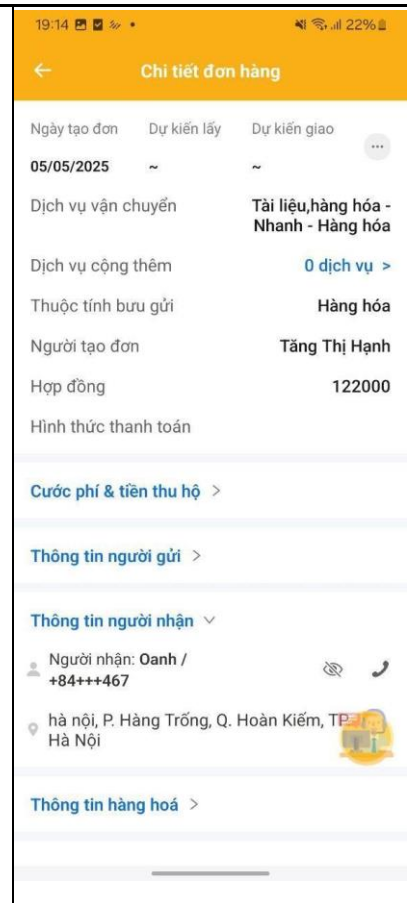 19:14 22%
Chi tiết đơn hàng
Ngày tạo đơn Dự kiến lấy Dự kiến giao
05/05/2025 ~ ~
Dịch vụ vận chuyển Tài liệu,hàng hóa -
Nhanh - Hàng hóa
Dịch vụ cộng thêm 0 dịch vụ >
Thuộc tính bưu gửi Hàng hóa
Người tạo đơn Tăng Thị Hạnh
Hợp đồng 122000
Hình thức thanh toán
Cước phí & tiền thu hộ >
Thông tin người gửi >
Thông tin người nhận
Người nhận: Oanh /
+84+++467
hà nội, P. Hàng Trống, Q. Hoàn Kiếm, TP
Hà Nội
Thông tin hàng hoá >